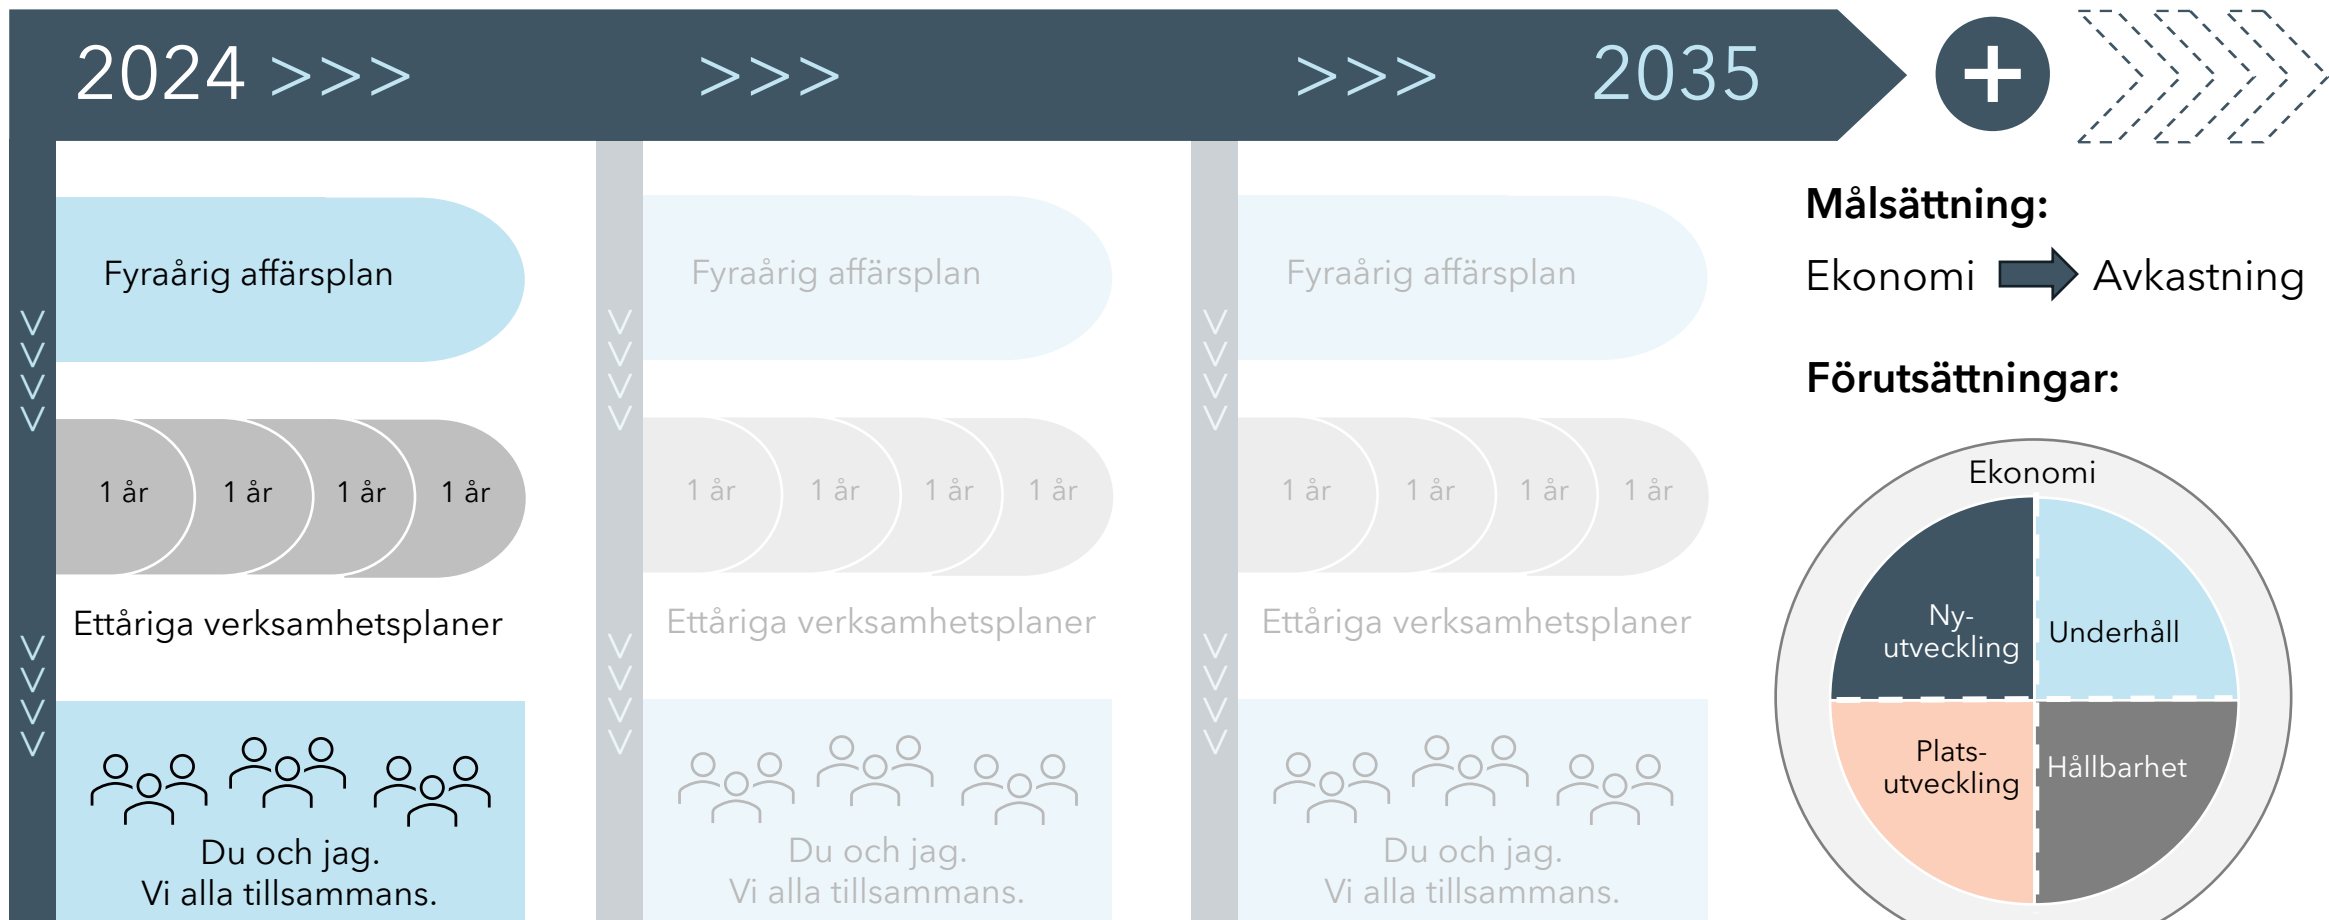 2024 >>> >>> >>> 2035 +
Fyraårig affärsplan
1 år 1 år 1 år 1 år
Ettåriga verksamhetsplaner
Du och jag.
Vi alla tillsammans.
Fyraårig affärsplan
1 år 1 år 1 år 1 år
Ettåriga verksamhetsplaner
Du och jag.
Vi alla tillsammans.
Fyraårig affärsplan
1 år 1 år 1 år 1 år
Ettåriga verksamhetsplaner
Du och jag.
Vi alla tillsammans.
Målsättning:
Ekonomi Avkastning
Förutsättningar:
Ekonomi
Ny-
utveckling
Underhåll
Plats-
utveckling
Hållbarhet